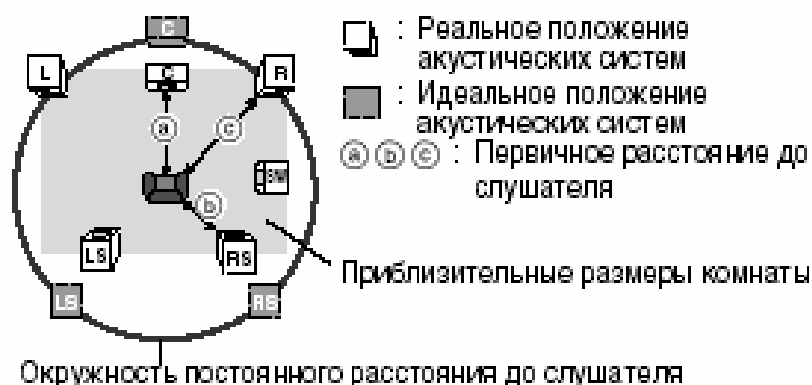 C
L
C
R
: Реальное положение
акустических систем
: Идеальное положение
акустических систем
ⓐ ⓑ ⓒ : Первичное расстояние до
слушателя
ⓐ
ⓒ
SW
ⓑ
LS
RS
Приблизительные размеры комнаты
LS
RS
Окружность постоянного расстояния до слушателя